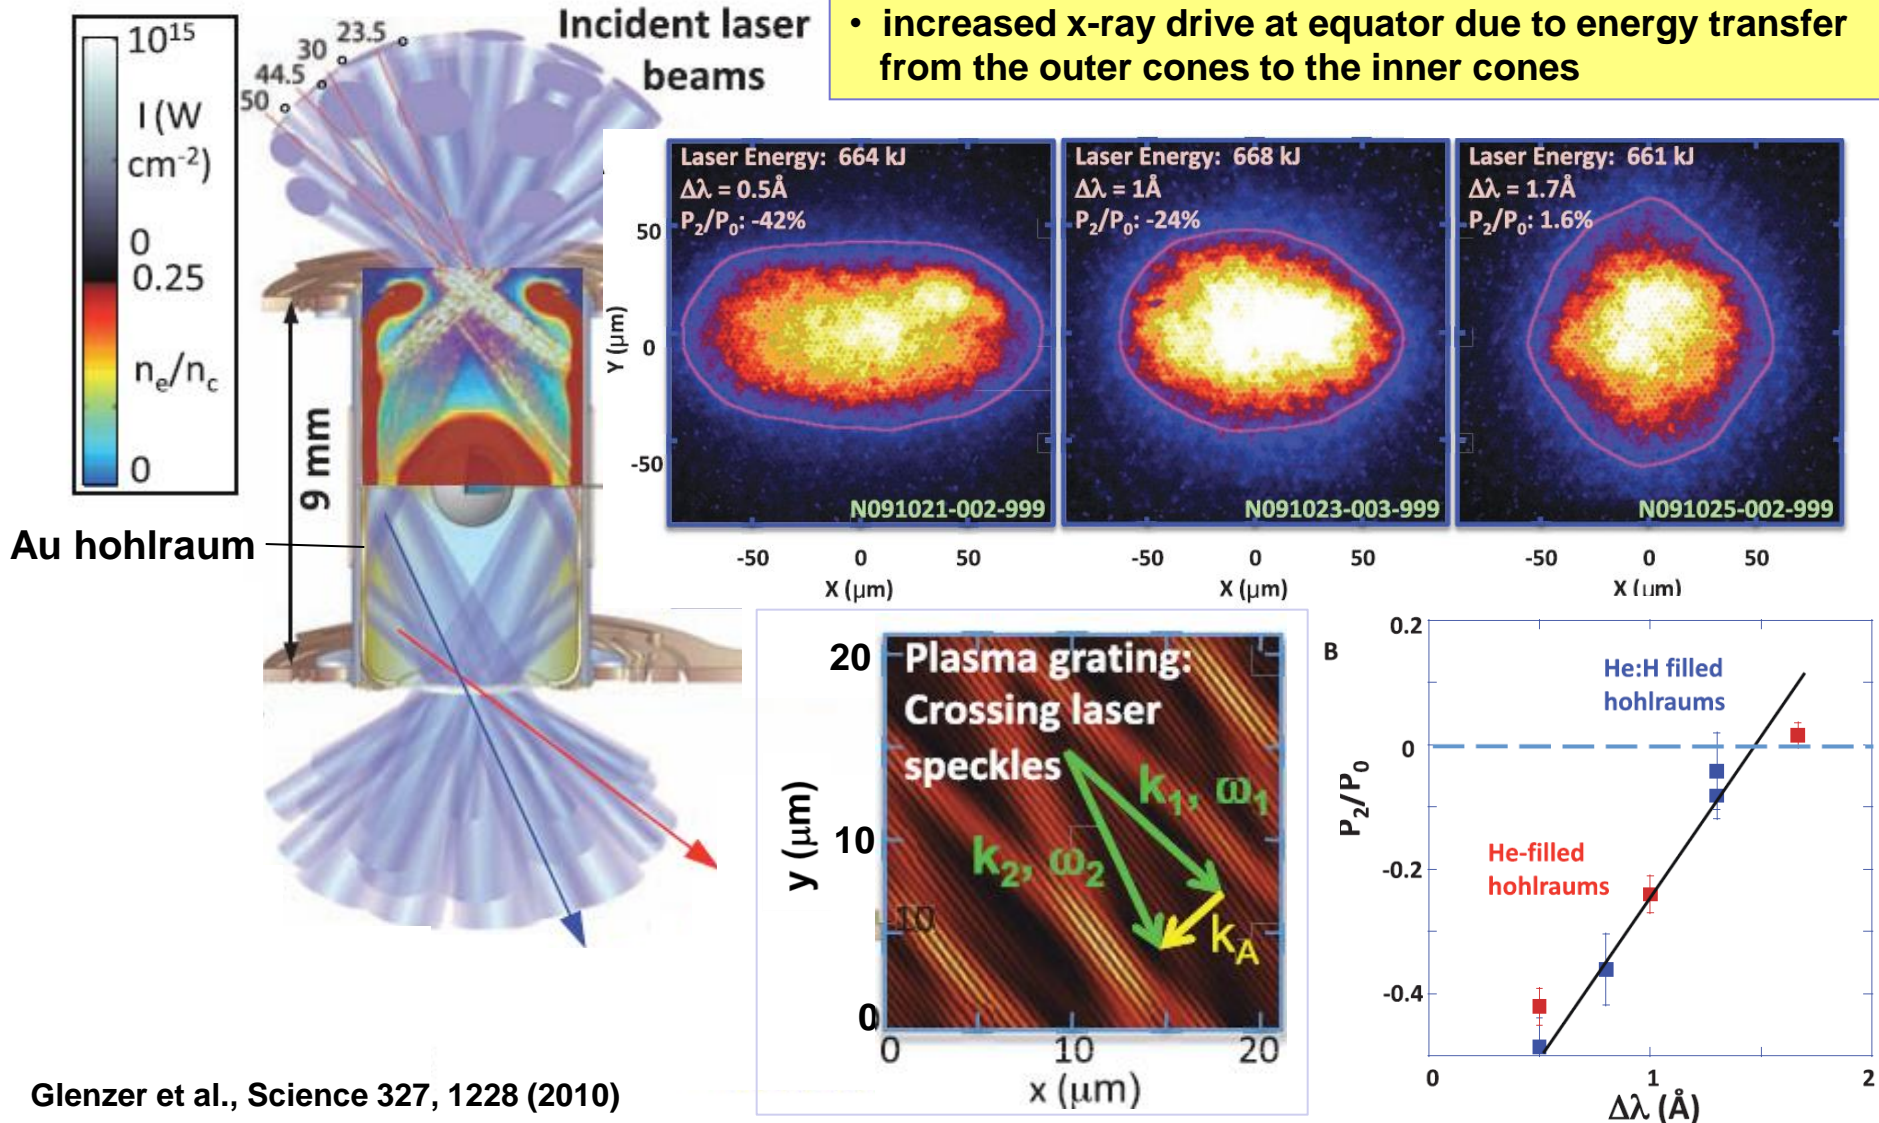 Incident laser
beams
• increased x-ray drive at equator due to energy transfer
from the outer cones to the inner cones
10¹⁵
I (W
cm⁻²)
0
0.25
nₑ/n_c
0
50°
44.5°
30°
23.5°
9 mm
Au hohlraum
Laser Energy: 664 kJ
Δλ = 0.5Å
P₂/P₀: -42%
N091021-002-999
Laser Energy: 668 kJ
Δλ = 1Å
P₂/P₀: -24%
N091023-003-999
Laser Energy: 661 kJ
Δλ = 1.7Å
P₂/P₀: 1.6%
N091025-002-999
50
0
-50
Y (µm)
-50 0 50
X (µm)
-50 0 50
X (µm)
-50 0 50
X (µm)
Plasma grating:
Crossing laser
speckles
k₁, ω₁
k₂, ω₂
k_A
20
10
10
0
y (µm)
0 10 20
x (µm)
B
He:H filled
hohlraums
He-filled
hohlraums
0.2
0
-0.2
-0.4
P₂/P₀
0 1 2
Δλ (Å)
Glenzer et al., Science 327, 1228 (2010)